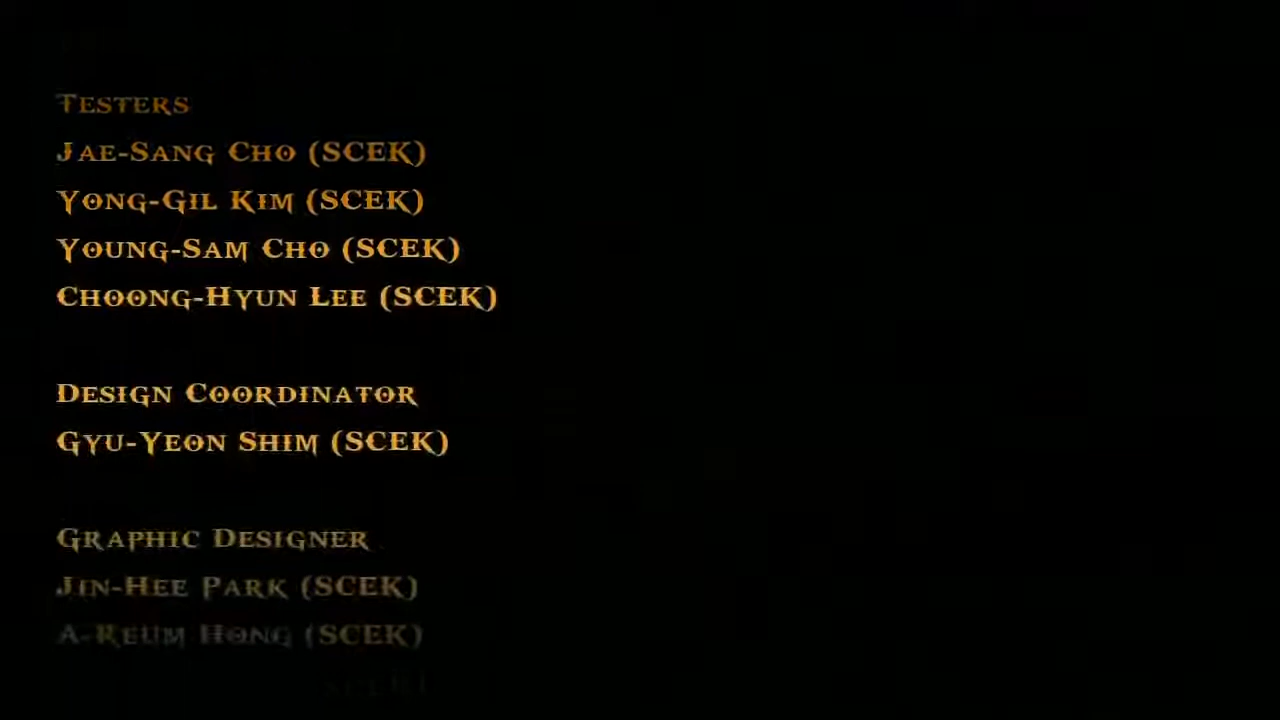 Testers
Jae-Sang Cho (SCEK)
Yong-Gil Kim (SCEK)
Young-Sam Cho (SCEK)
Choong-Hyun Lee (SCEK)
Design Coordinator
Gyu-Yeon Shim (SCEK)
Graphic Designer
Jin-Hee Park (SCEK)
A-Reum Hong (SCEK)